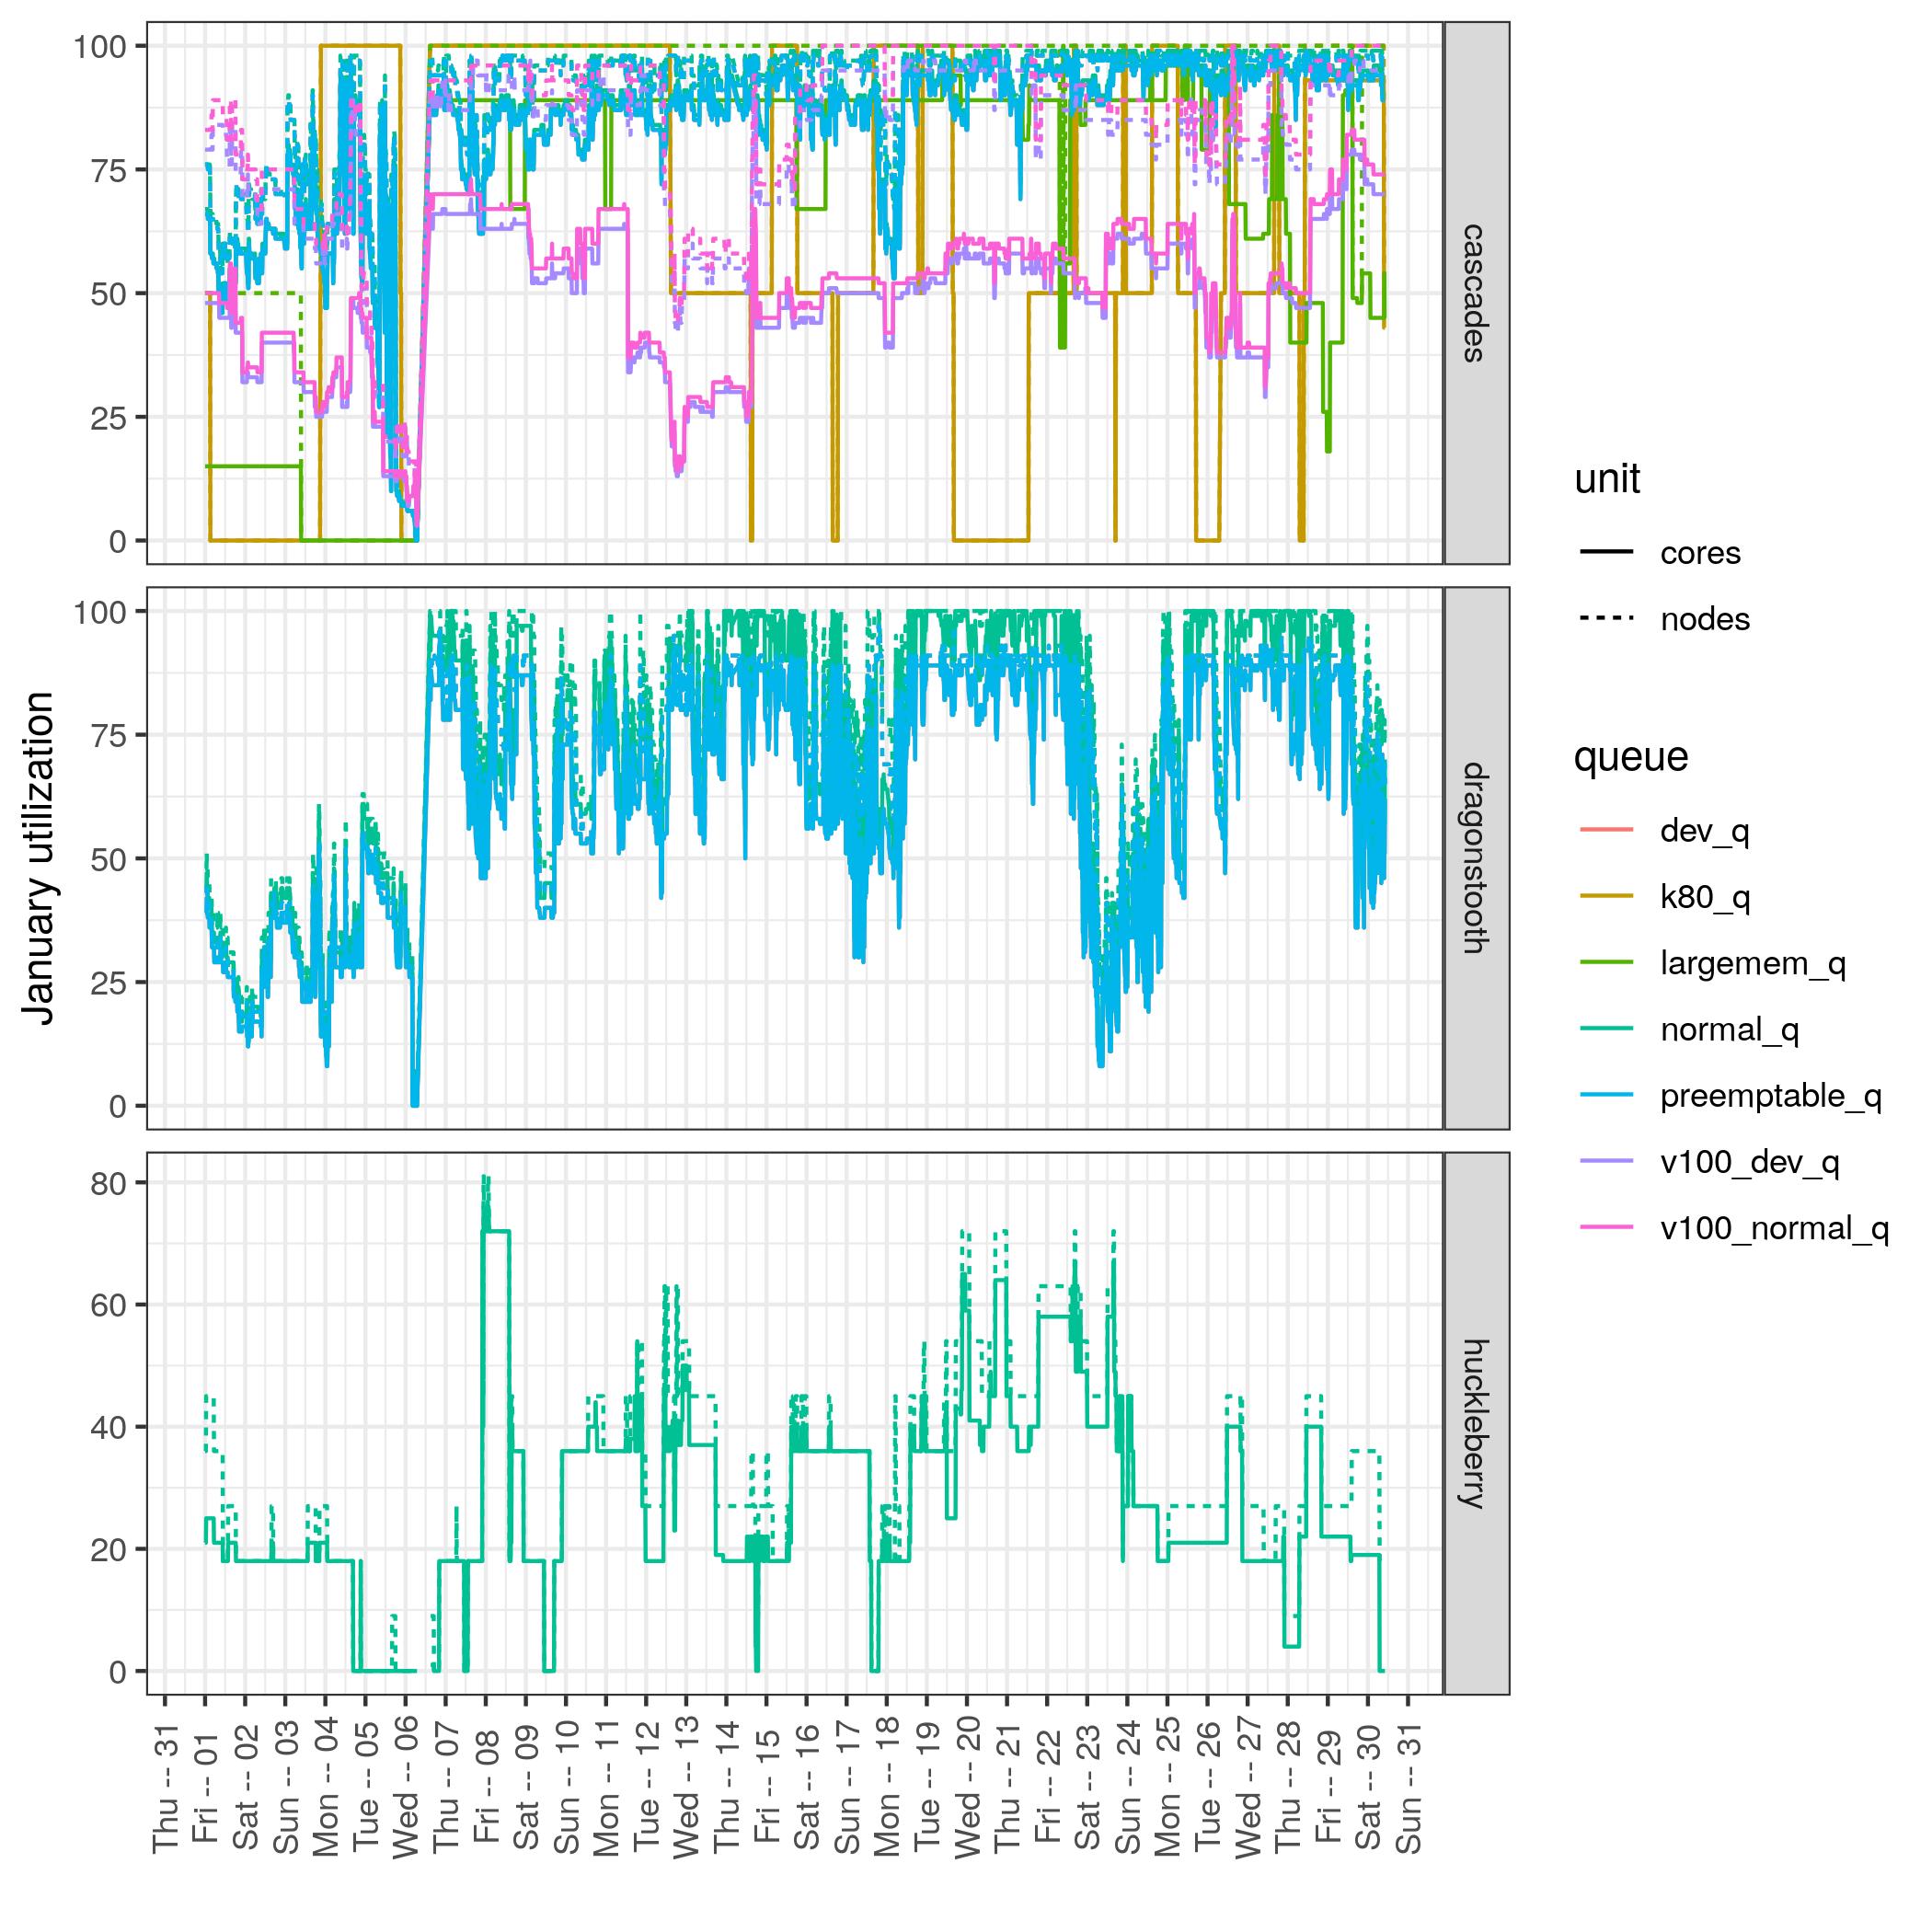 January utilization
100
75
50
25
0
cascades
100
75
50
25
0
dragonstooth
80
60
40
20
0
huckleberry
Thu -- 31
Fri -- 01
Sat -- 02
Sun -- 03
Mon -- 04
Tue -- 05
Wed -- 06
Thu -- 07
Fri -- 08
Sat -- 09
Sun -- 10
Mon -- 11
Tue -- 12
Wed -- 13
Thu -- 14
Fri -- 15
Sat -- 16
Sun -- 17
Mon -- 18
Tue -- 19
Wed -- 20
Thu -- 21
Fri -- 22
Sat -- 23
Sun -- 24
Mon -- 25
Tue -- 26
Wed -- 27
Thu -- 28
Fri -- 29
Sat -- 30
Sun -- 31
unit
cores
nodes
queue
dev_q
k80_q
largemem_q
normal_q
preemptable_q
v100_dev_q
v100_normal_q